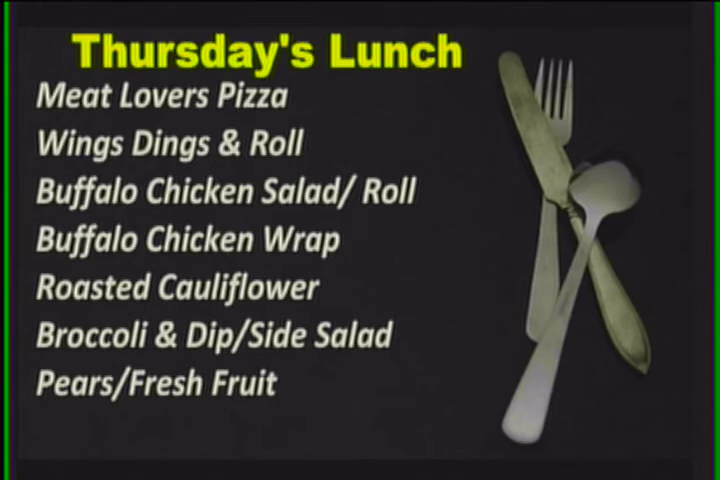 Thursday's Lunch
Meat Lovers Pizza
Wings Dings & Roll
Buffalo Chicken Salad/ Roll
Buffalo Chicken Wrap
Roasted Cauliflower
Broccoli & Dip/Side Salad
Pears/Fresh Fruit